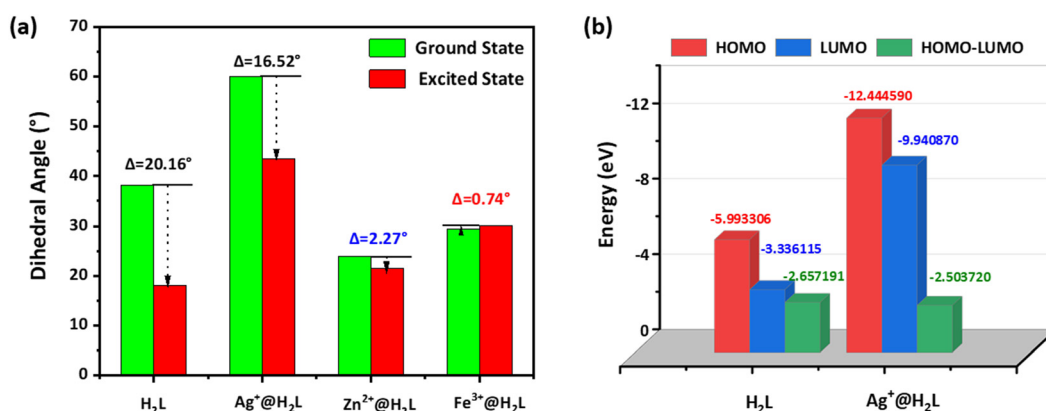 (a)
70
60
50
40
30
20
10
0
Dihedral Angle (°)
Ground State
Excited State
Δ=20.16°
Δ=16.52°
Δ=2.27°
Δ=0.74°
H₂L
Ag⁺@H₂L
Zn²⁺@H₂L
Fe³⁺@H₂L
(b)
HOMO LUMO HOMO-LUMO
-12
-8
-4
0
Energy (eV)
-5.993306
-3.336115
-2.657191
-12.444590
-9.940870
-2.503720
H₂L
Ag⁺@H₂L